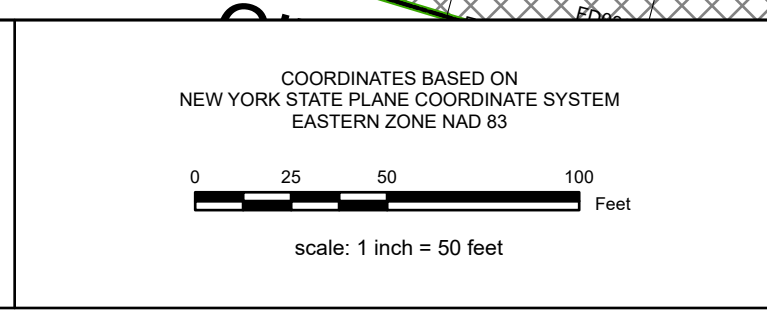 COORDINATES BASED ON
NEW YORK STATE PLANE COORDINATE SYSTEM
EASTERN ZONE NAD 83
0 25 50 100
Feet
scale: 1 inch = 50 feet